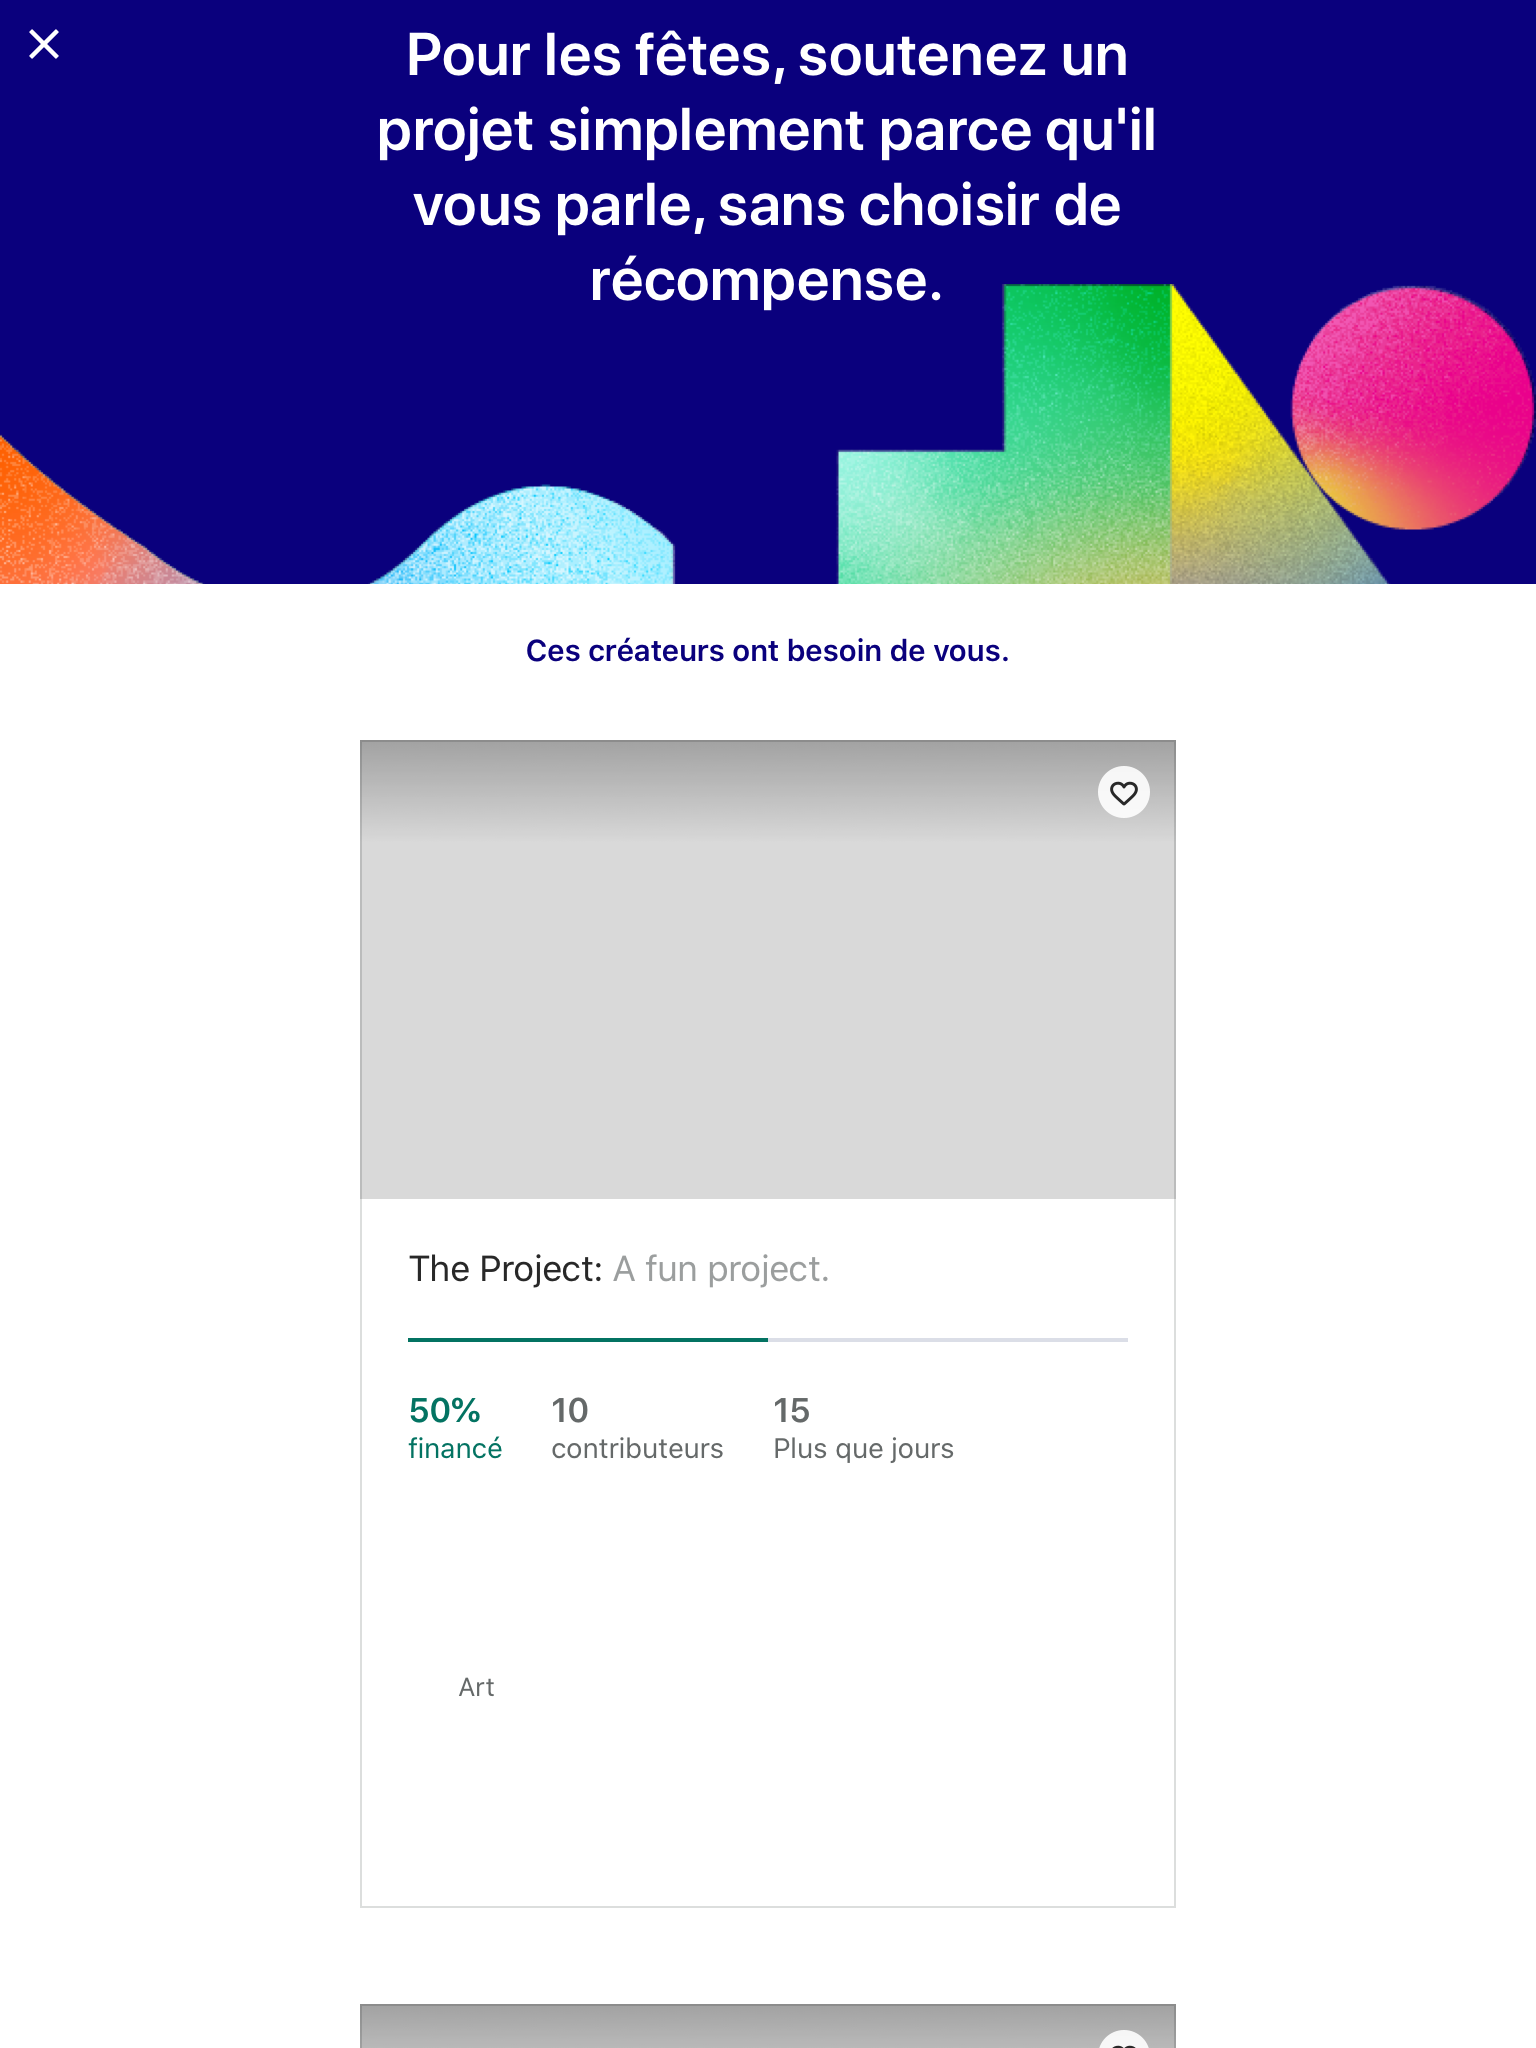 Pour les fêtes, soutenez un
projet simplement parce qu'il
vous parle, sans choisir de
récompense.
Ces créateurs ont besoin de vous.
The Project: A fun project.
50% 10 15
financé contributeurs Plus que jours
Art